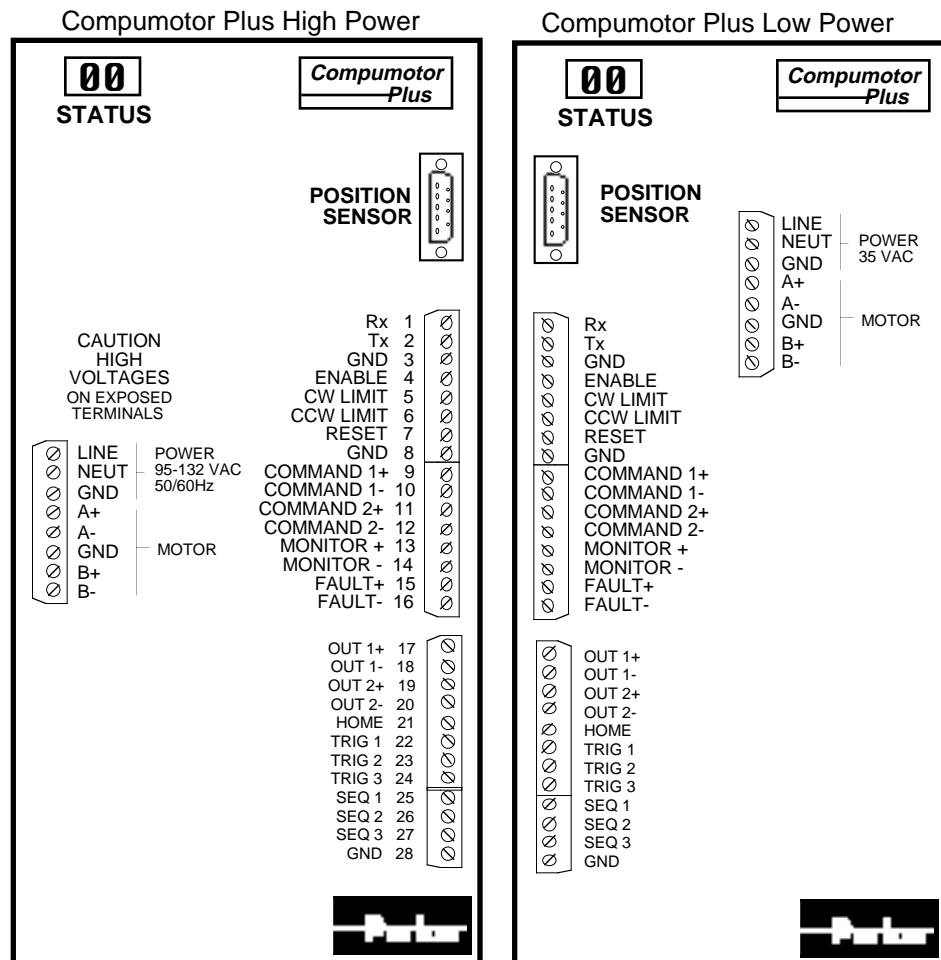 Compumotor Plus High Power
00
STATUS
Compumotor
Plus
POSITION
SENSOR
CAUTION
HIGH
VOLTAGES
ON EXPOSED
TERMINALS
LINE
NEUT
GND
A+
A-
GND
B+
B-
POWER
95-132 VAC
50/60Hz
MOTOR
Rx 1
Tx 2
GND 3
ENABLE 4
CW LIMIT 5
CCW LIMIT 6
RESET 7
GND 8
COMMAND 1+ 9
COMMAND 1- 10
COMMAND 2+ 11
COMMAND 2- 12
MONITOR + 13
MONITOR - 14
FAULT+ 15
FAULT- 16
OUT 1+ 17
OUT 1- 18
OUT 2+ 19
OUT 2- 20
HOME 21
TRIG 1 22
TRIG 2 23
TRIG 3 24
SEQ 1 25
SEQ 2 26
SEQ 3 27
GND 28
Parker
Compumotor Plus Low Power
00
STATUS
Compumotor
Plus
POSITION
SENSOR
LINE
NEUT
GND
A+
A-
GND
B+
B-
POWER
35 VAC
MOTOR
Rx
Tx
GND
ENABLE
CW LIMIT
CCW LIMIT
RESET
GND
COMMAND 1+
COMMAND 1-
COMMAND 2+
COMMAND 2-
MONITOR +
MONITOR -
FAULT+
FAULT-
OUT 1+
OUT 1-
OUT 2+
OUT 2-
HOME
TRIG 1
TRIG 2
TRIG 3
SEQ 1
SEQ 2
SEQ 3
GND
Parker